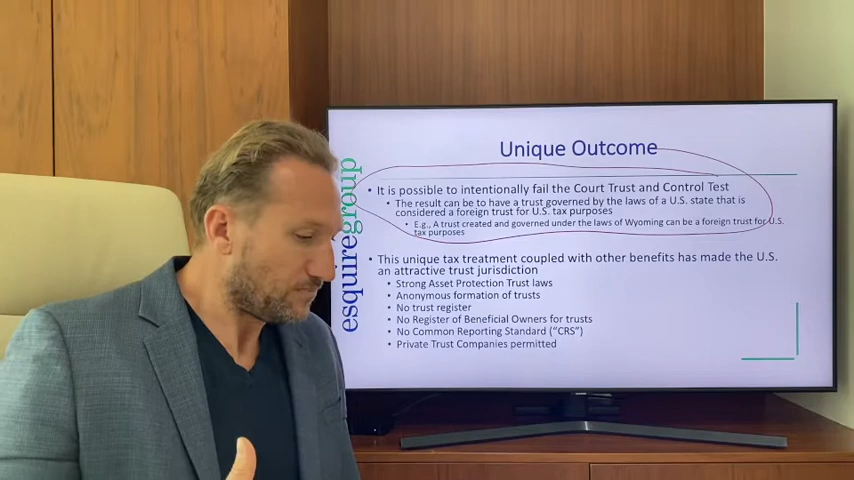 Unique Outcome
esquiregroup
• It is possible to intentionally fail the Court Trust and Control Test
• The result can be to have a trust governed by the laws of a U.S. state that is
considered a foreign trust for U.S. tax purposes
• E.g., A trust created and governed under the laws of Wyoming can be a foreign trust for U.S.
tax purposes
• This unique tax treatment coupled with other benefits has made the U.S.
an attractive trust jurisdiction
• Strong Asset Protection Trust laws
• Anonymous formation of trusts
• No trust register
• No Register of Beneficial Owners for trusts
• No Common Reporting Standard ("CRS")
• Private Trust Companies permitted